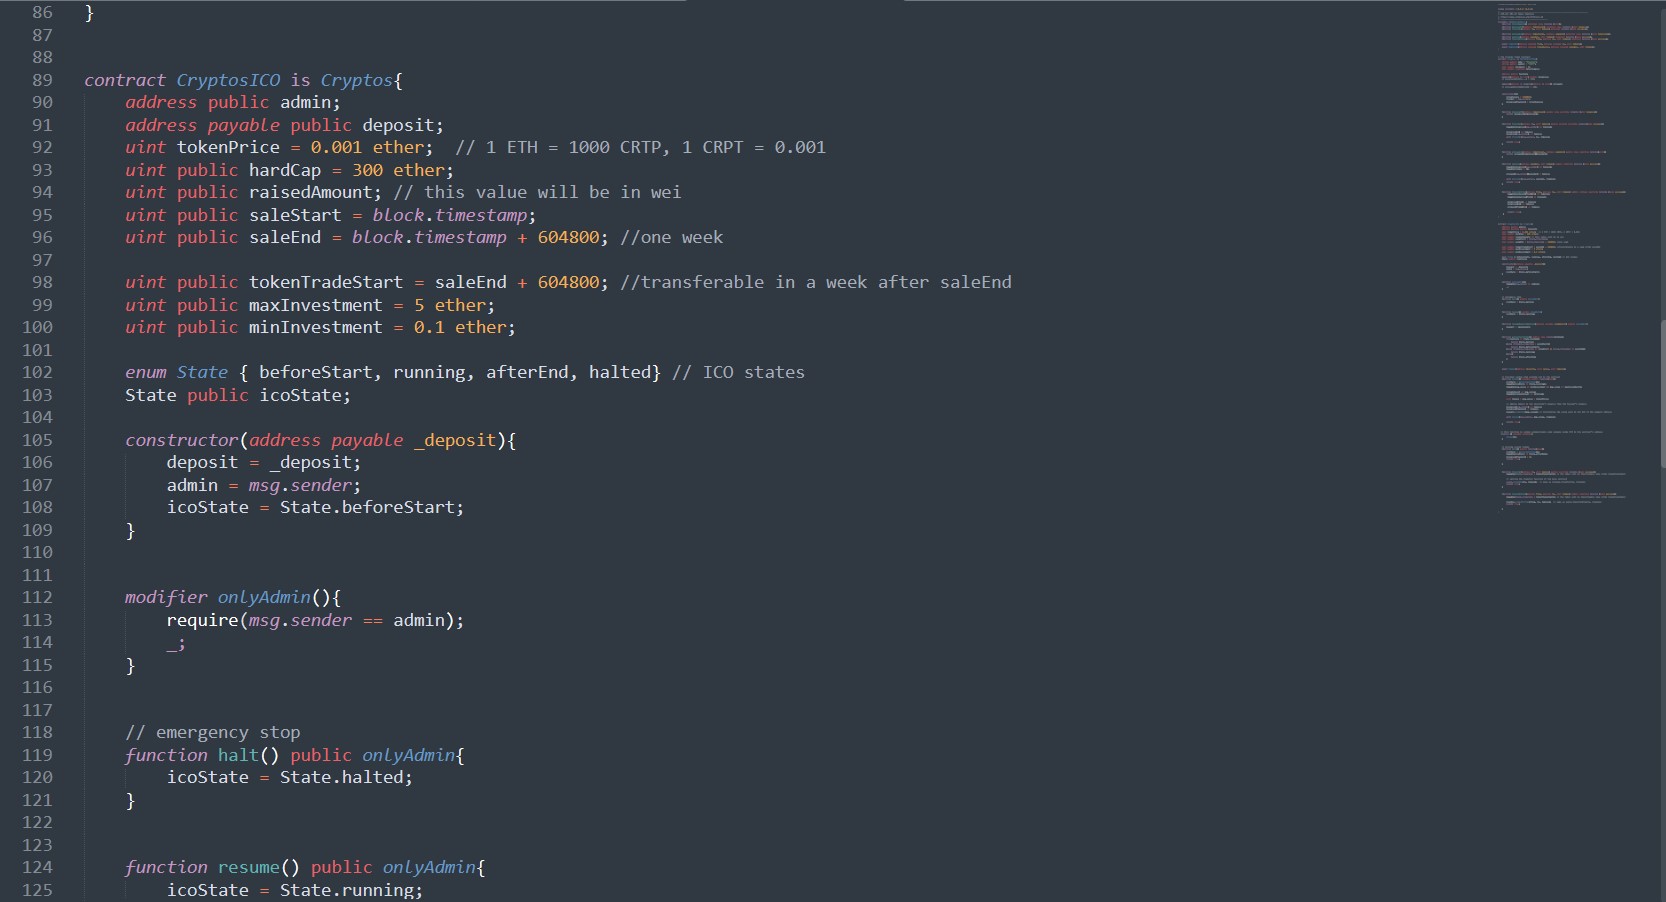 86 }
87
88
89 contract CryptosICO is Cryptos{
90 address public admin;
91 address payable public deposit;
92 uint tokenPrice = 0.001 ether;  // 1 ETH = 1000 CRTP, 1 CRPT = 0.001
93 uint public hardCap = 300 ether;
94 uint public raisedAmount; // this value will be in wei
95 uint public saleStart = block.timestamp;
96 uint public saleEnd = block.timestamp + 604800; //one week
97
98 uint public tokenTradeStart = saleEnd + 604800; //transferable in a week after saleEnd
99 uint public maxInvestment = 5 ether;
100 uint public minInvestment = 0.1 ether;
101
102 enum State { beforeStart, running, afterEnd, halted} // ICO states
103 State public icoState;
104
105 constructor(address payable _deposit){
106 deposit = _deposit;
107 admin = msg.sender;
108 icoState = State.beforeStart;
109 }
110
111
112 modifier onlyAdmin(){
113 require(msg.sender == admin);
114 _;
115 }
116
117
118 // emergency stop
119 function halt() public onlyAdmin{
120 icoState = State.halted;
121 }
122
123
124 function resume() public onlyAdmin{
125 icoState = State.running;